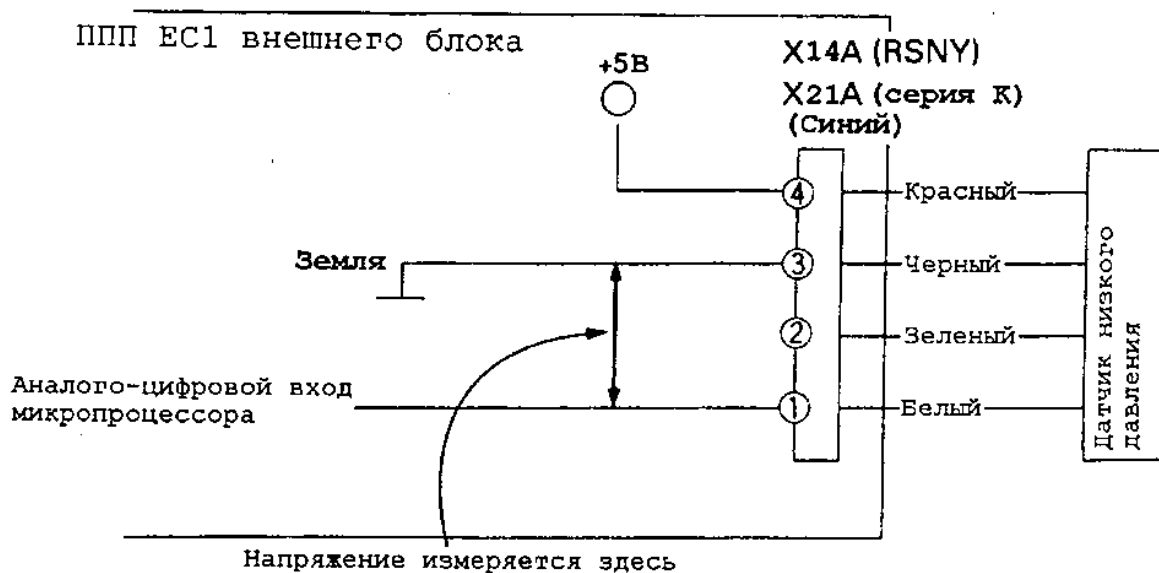 ППП EC1 внешнего блока
X14A (RSNY)
+5В
X21A (серия К)
(Синий)
4
Красный
Земля
3
Черный
2
Зеленый
Аналого-цифровой вход
микропроцессора
1
Белый
Датчик низкого
давления
Напряжение измеряется здесь